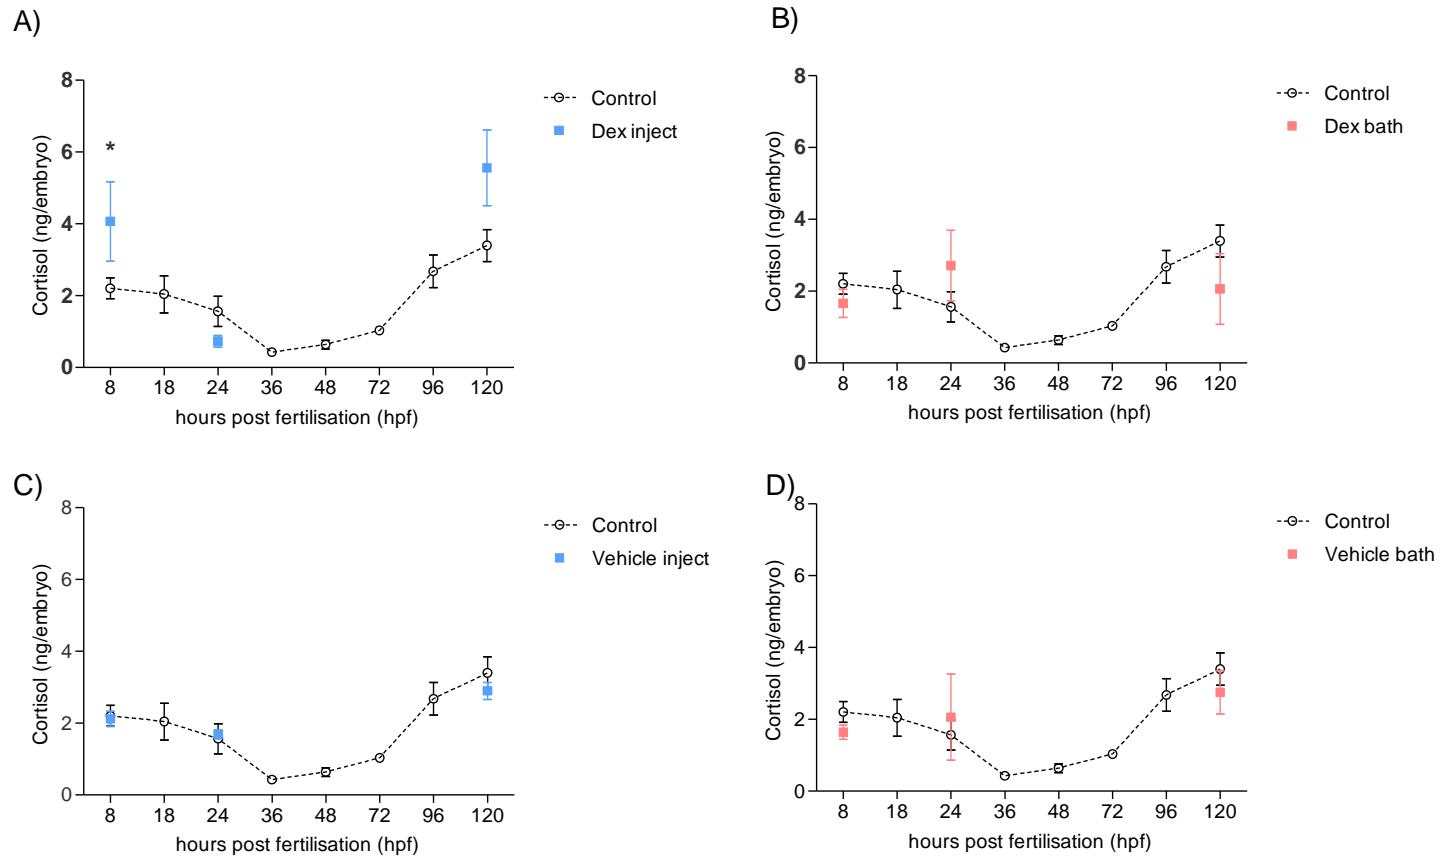 A)
8
6
4
2
0
Cortisol (ng/embryo)
*
8 18 24 36 48 72 96 120
hours post fertilisation (hpf)
Control
Dex inject
B)
8
6
4
2
0
Cortisol (ng/embryo)
8 18 24 36 48 72 96 120
hours post fertilisation (hpf)
Control
Dex bath
C)
8
6
4
2
0
Cortisol (ng/embryo)
8 18 24 36 48 72 96 120
hours post fertilisation (hpf)
Control
Vehicle inject
D)
8
6
4
2
0
Cortisol (ng/embryo)
8 18 24 36 48 72 96 120
hours post fertilisation (hpf)
Control
Vehicle bath